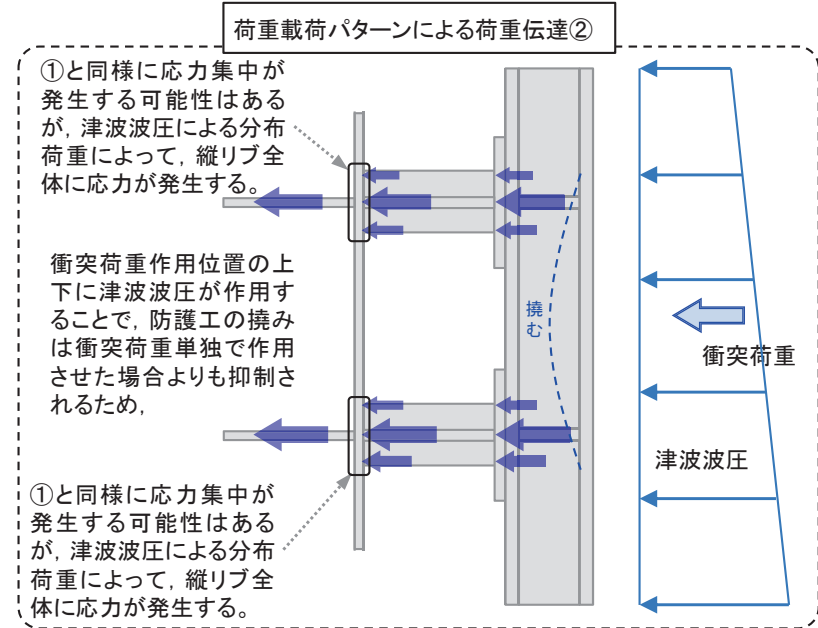 荷重載荷パターンによる荷重伝達②
①と同様に応力集中が
発生する可能性はある
が，津波波圧による分布
荷重によって，縦リブ全
体に応力が発生する。
衝突荷重作用位置の上
下に津波波圧が作用す
ることで，防護工の撓み
は衝突荷重単独で作用
させた場合よりも抑制さ
れるため，
撓む
衝突荷重
津波波圧
①と同様に応力集中が
発生する可能性はある
が，津波波圧による分布
荷重によって，縦リブ全
体に応力が発生する。